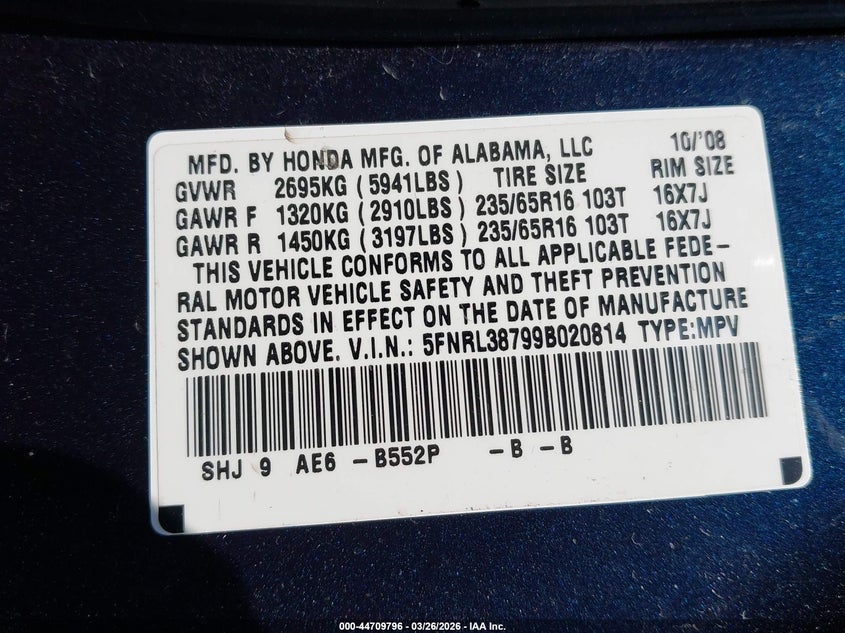 MFD. BY HONDA MFG. OF ALABAMA, LLC 10/'08
GVWR 2695KG (5941LBS) TIRE SIZE RIM SIZE
GAWR F 1320KG (2910LBS) 235/65R16 103T 16X7J
GAWR R 1450KG (3197LBS) 235/65R16 103T 16X7J
THIS VEHICLE CONFORMS TO ALL APPLICABLE FEDE-
RAL MOTOR VEHICLE SAFETY AND THEFT PREVENTION
STANDARDS IN EFFECT ON THE DATE OF MANUFACTURE
SHOWN ABOVE. V.I.N.: 5FNRL38799B020814 TYPE:MPV
SHJ 9 AE6 -B552P -B -B
000-44709796 - 03/26/2026 - IAA Inc.